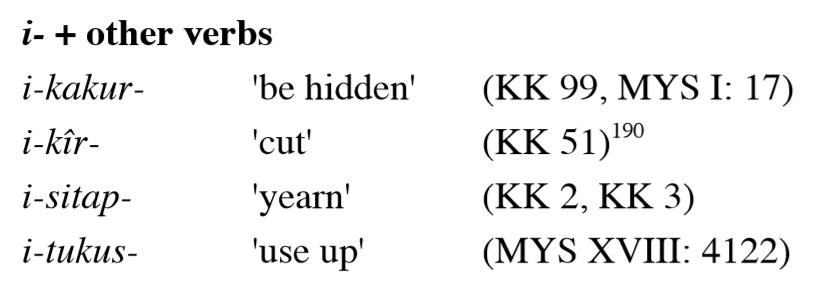 i- + other verbs
i-kakur- 'be hidden' (KK 99, MYS I: 17)
i-kîr- 'cut' (KK 51)190
i-sitap- 'yearn' (KK 2, KK 3)
i-tukus- 'use up' (MYS XVIII: 4122)